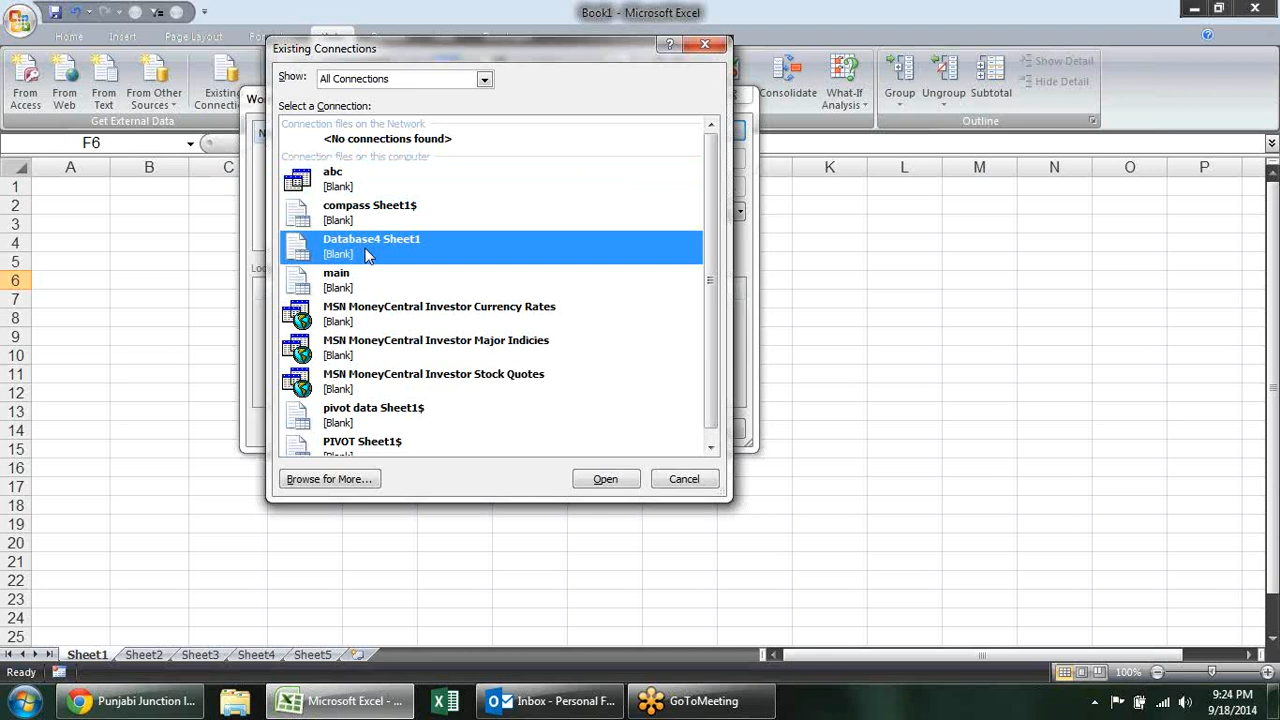 Book1 - Microsoft Excel
Home
Insert
Page Layout
Existing Connections
From Access
From Web
From Text
From Other Sources
Existing
Consolidate
What-If Analysis
Group
Ungroup
Subtotal
Show Detail
Hide Detail
Get External Data
Outline
Show:
All Connections
Select a Connection:
Connection files on the Network
<No connections found>
Connection files on this computer
abc
[Blank]
compass Sheet1$
[Blank]
Database4 Sheet1
[Blank]
main
[Blank]
MSN MoneyCentral Investor Currency Rates
[Blank]
MSN MoneyCentral Investor Major Indicies
[Blank]
MSN MoneyCentral Investor Stock Quotes
[Blank]
pivot data Sheet1$
[Blank]
PIVOT Sheet1$
Browse for More...
Open
Cancel
F6
A B C K L M N O P
1
2
3
4
5
6
7
8
9
10
11
12
13
14
15
16
17
18
19
20
21
22
23
24
25
Sheet1 Sheet2 Sheet3 Sheet4 Sheet5
Ready
100%
Punjabi Junction I...
Microsoft Excel - ...
Inbox - Personal F...
GoToMeeting
9:24 PM
9/18/2014